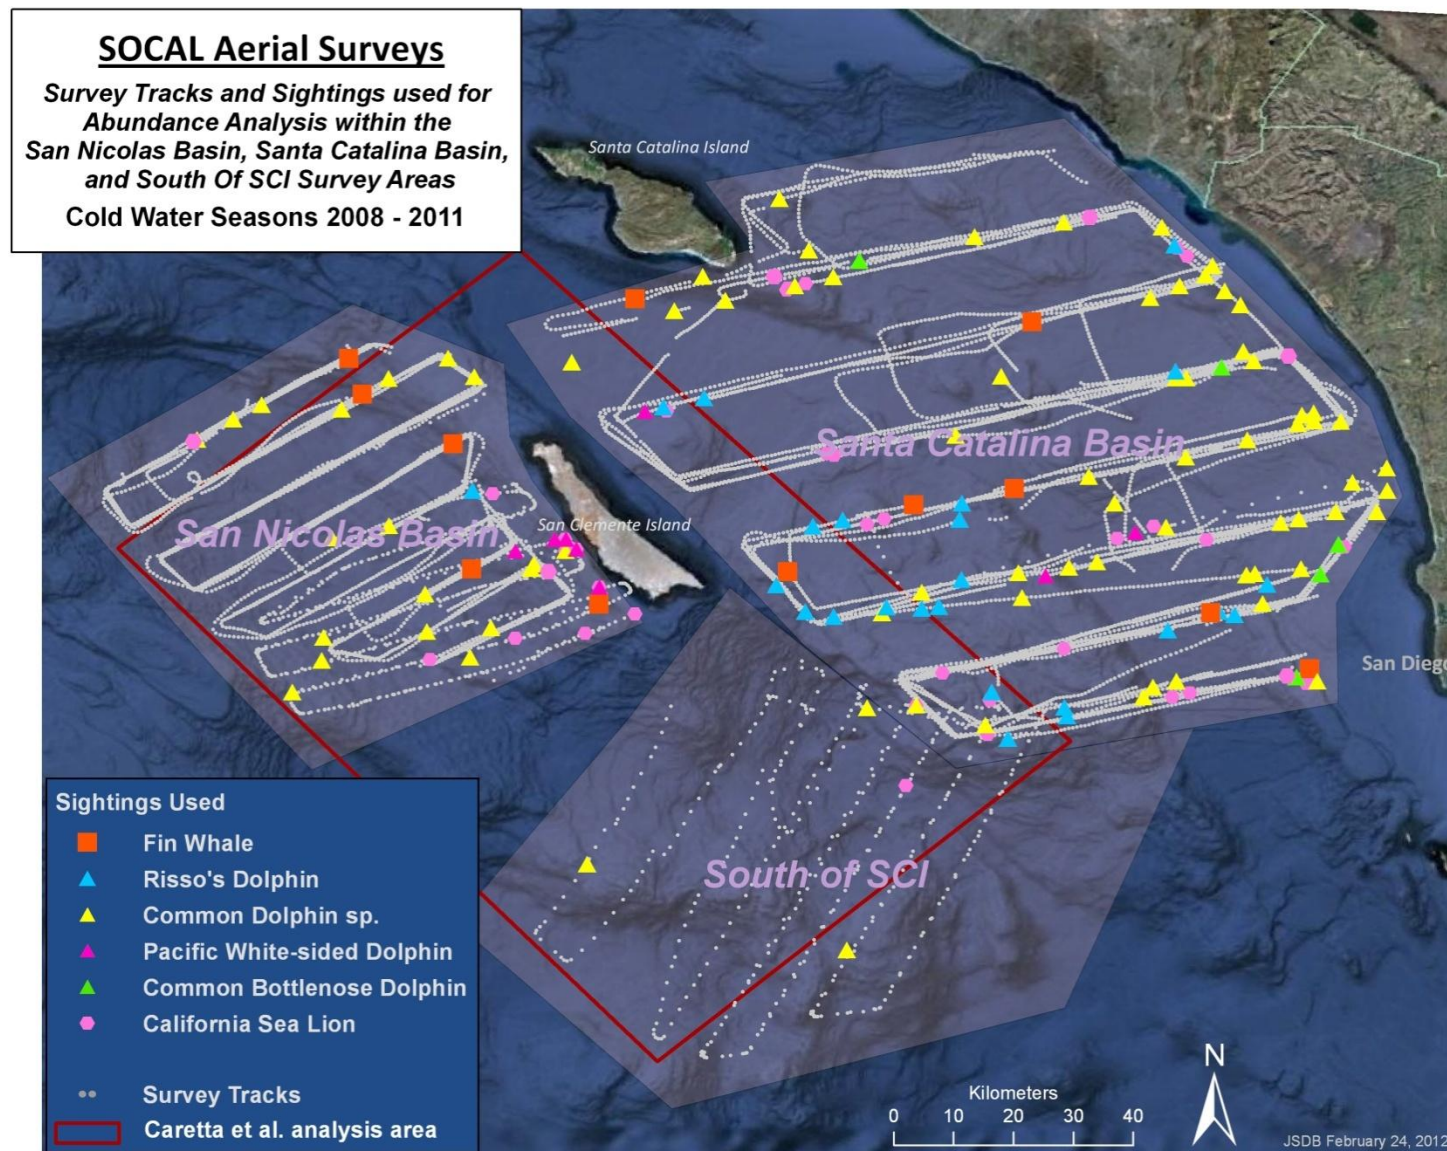 SOCAL Aerial Surveys
Survey Tracks and Sightings used for
Abundance Analysis within the
San Nicolas Basin, Santa Catalina Basin,
and South Of SCI Survey Areas
Cold Water Seasons 2008 - 2011
Santa Catalina Island
Santa Catalina Basin
San Nicolas Basin
San Clemente Island
San Diego
South of SCI
Sightings Used
Fin Whale
Risso's Dolphin
Common Dolphin sp.
Pacific White-sided Dolphin
Common Bottlenose Dolphin
California Sea Lion
Survey Tracks
Caretta et al. analysis area
Kilometers
0 10 20 30 40
N
JSDB February 24, 2012